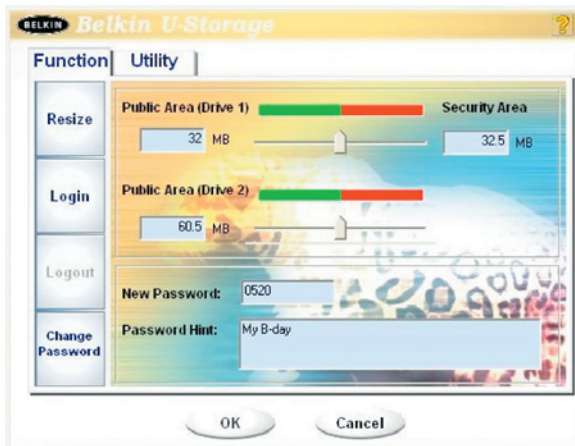 BELKIN Belkin U-Storage ?
Function Utility
Resize
Login
Logout
Change
Password
Public Area (Drive 1)
32 MB
Security Area
32.5 MB
Public Area (Drive 2)
60.5 MB
New Password: 0520
Password Hint: My B-day
OK Cancel